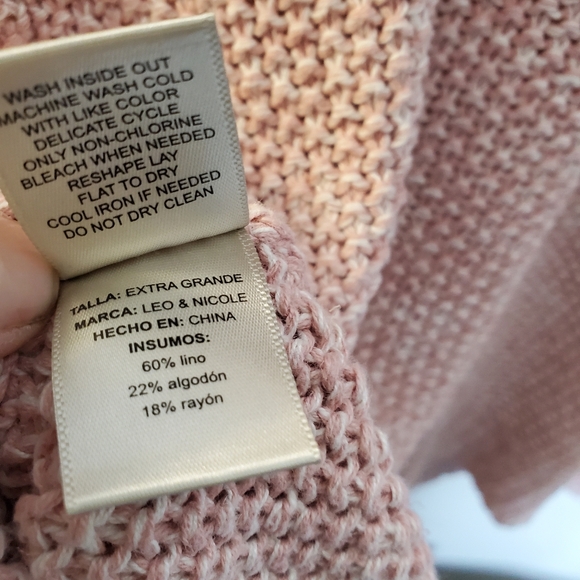 WASH INSIDE OUT
MACHINE WASH COLD
WITH LIKE COLOR
DELICATE CYCLE
ONLY NON-CHLORINE
BLEACH WHEN NEEDED
RESHAPE LAY
FLAT TO DRY
COOL IRON IF NEEDED
DO NOT DRY CLEAN
TALLA: EXTRA GRANDE
MARCA: LEO & NICOLE
HECHO EN: CHINA
INSUMOS:
60% lino
22% algodón
18% rayón